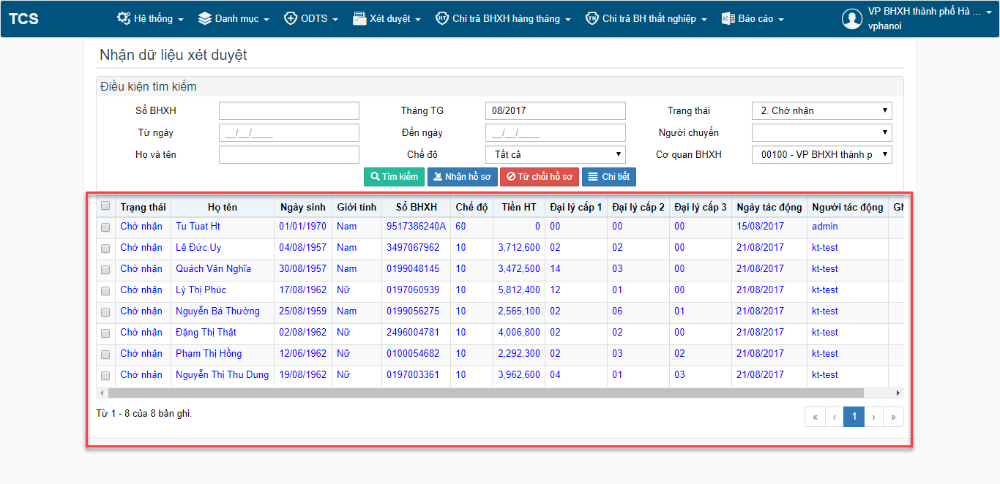 TCS Hệ thống Danh mục ODTS Xét duyệt Chi trả BHXH hàng tháng Chi trả BH thất nghiệp Báo cáo VP BHXH thành phố Hà ...
vphanoi
Nhận dữ liệu xét duyệt
Điều kiện tìm kiếm
Sổ BHXH Tháng TG 08/2017 Trạng thái 2. Chờ nhận
Từ ngày __/__/____ Đến ngày __/__/____ Người chuyển
Họ và tên Chế độ Tất cả Cơ quan BHXH 00100 - VP BHXH thành p
Tìm kiếm Nhận hồ sơ Từ chối hồ sơ Chi tiết
Trạng thái Họ tên Ngày sinh Giới tính Số BHXH Chế độ Tiền HT Đại lý cấp 1 Đại lý cấp 2 Đại lý cấp 3 Ngày tác động Người tác động
Chờ nhận Tu Tuat Ht 01/01/1970 Nam 9517386240A 60 0 00 00 00 15/08/2017 admin
Chờ nhận Lê Đức Uy 04/08/1957 Nam 3497067962 10 3,712,600 02 02 00 21/08/2017 kt-test
Chờ nhận Quách Văn Nghĩa 30/08/1957 Nam 0199048145 10 3,472,500 14 03 00 21/08/2017 kt-test
Chờ nhận Lý Thị Phúc 17/08/1962 Nữ 0197060939 10 5,812,400 12 01 00 21/08/2017 kt-test
Chờ nhận Nguyễn Bá Thường 25/08/1959 Nam 0199056275 10 2,565,100 02 06 01 21/08/2017 kt-test
Chờ nhận Đặng Thị Thật 02/08/1962 Nữ 2496004781 10 4,006,800 02 02 00 21/08/2017 kt-test
Chờ nhận Phạm Thị Hồng 12/06/1962 Nữ 0100054682 10 2,292,300 02 03 02 21/08/2017 kt-test
Chờ nhận Nguyễn Thị Thu Dung 19/08/1962 Nữ 0197003361 10 3,962,600 04 01 03 21/08/2017 kt-test
Từ 1 - 8 của 8 bản ghi. « ‹ 1 › »